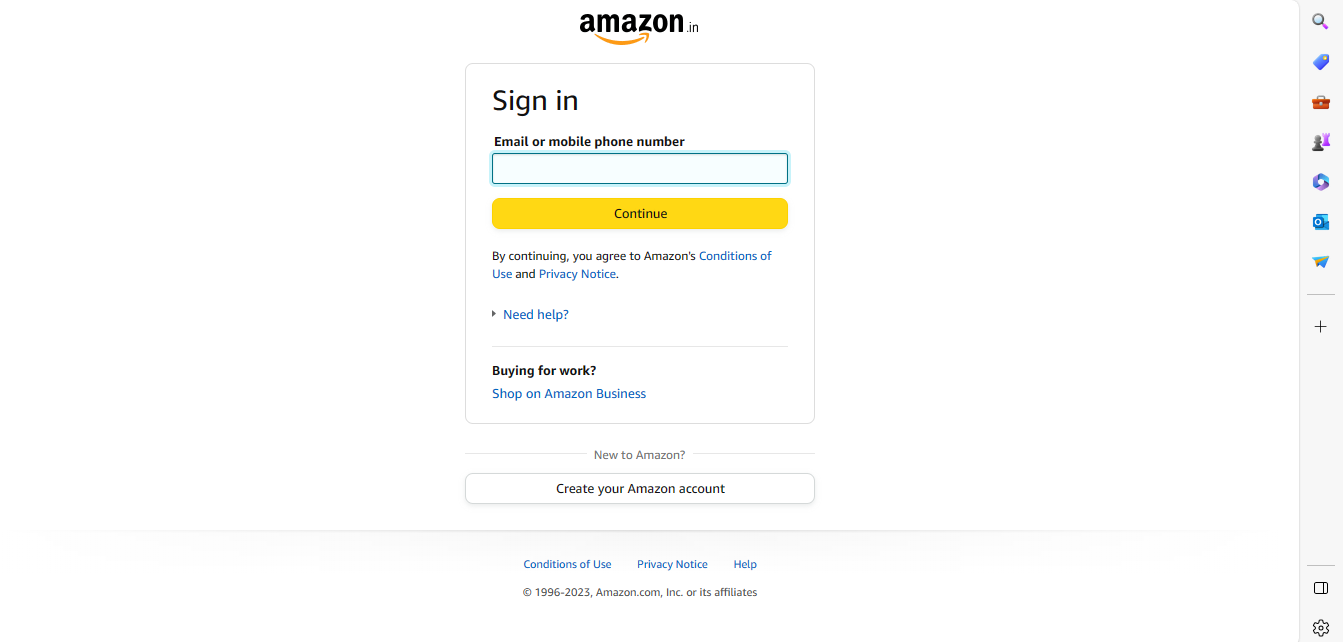 amazon.in
Sign in
Email or mobile phone number
Continue
By continuing, you agree to Amazon's Conditions of
Use and Privacy Notice.
Need help?
Buying for work?
Shop on Amazon Business
New to Amazon?
Create your Amazon account
Conditions of Use Privacy Notice Help
© 1996-2023, Amazon.com, Inc. or its affiliates